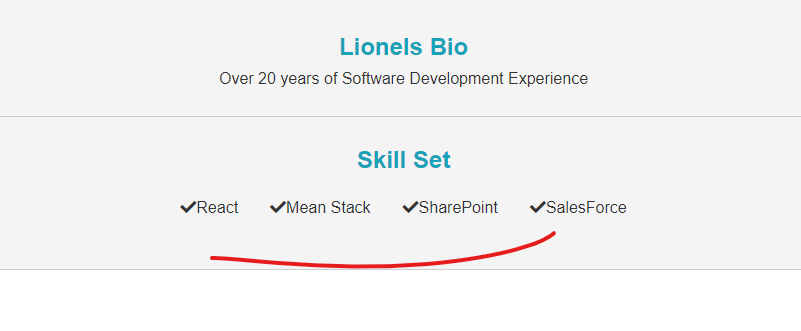 Lionels Bio
Over 20 years of Software Development Experience
Skill Set
React Mean Stack SharePoint SalesForce